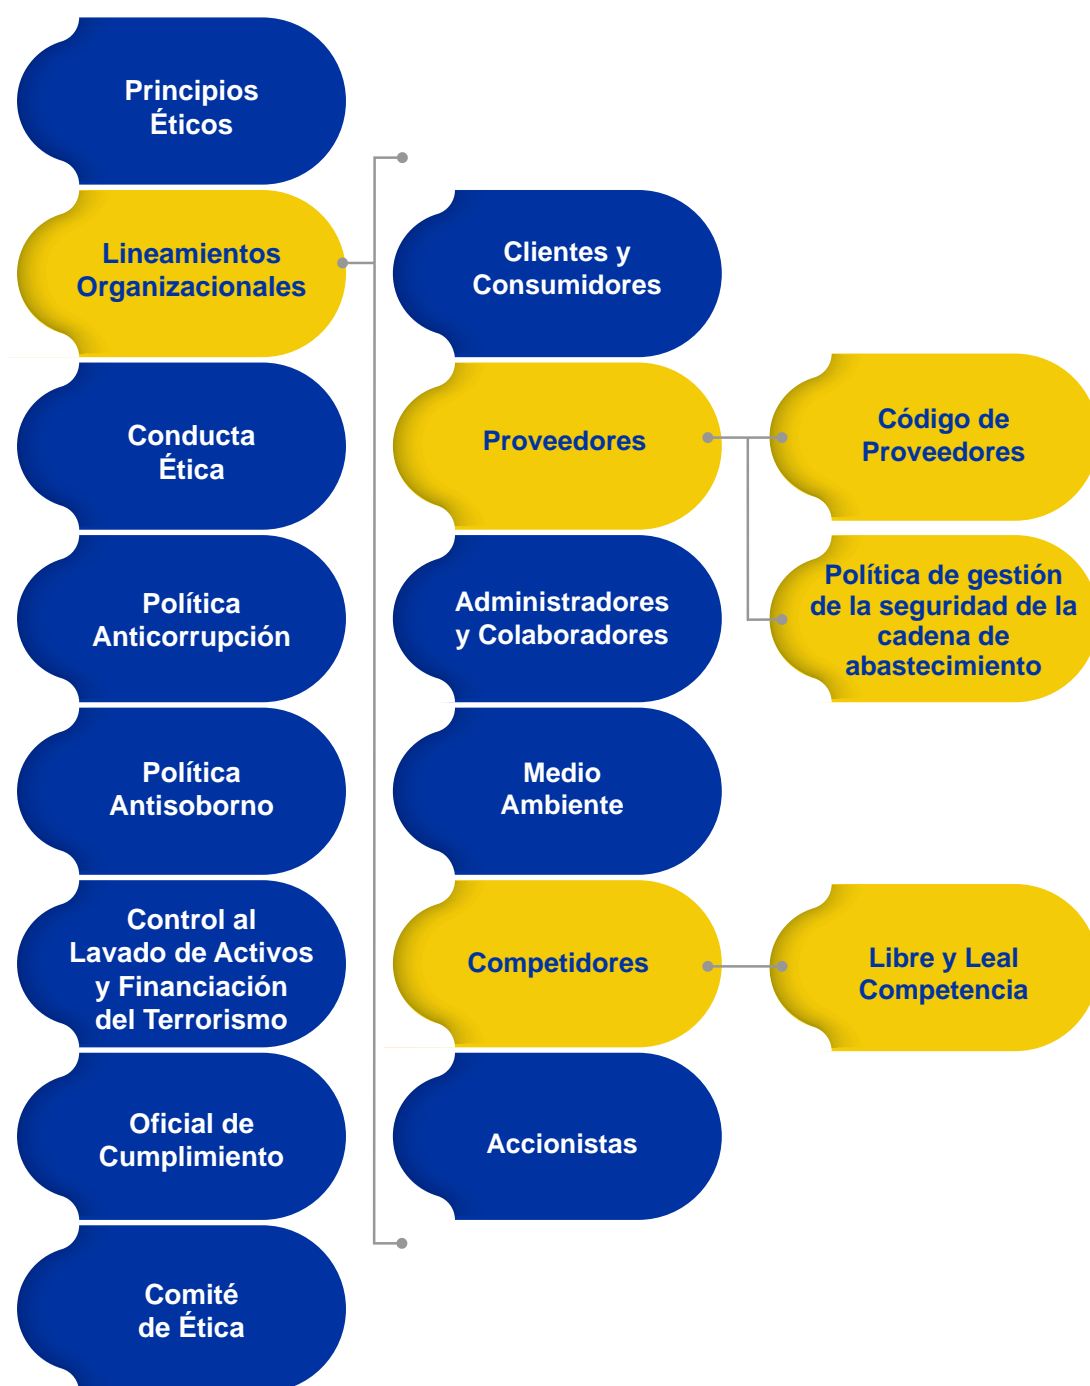 Principios
Éticos
Lineamientos
Organizacionales
Conducta
Ética
Política
Anticorrupción
Política
Antisoborno
Control al
Lavado de Activos
y Financiación
del Terrorismo
Oficial de
Cumplimiento
Comité
de Ética
Clientes y
Consumidores
Proveedores
Administradores
y Colaboradores
Medio
Ambiente
Competidores
Accionistas
Código de
Proveedores
Política de gestión
de la seguridad de la
cadena de
abastecimiento
Libre y Leal
Competencia